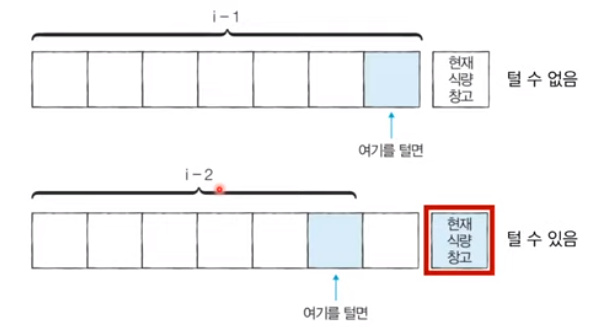 i－1
현재
식량
창고
털 수 없음
여기를 털면
i－2
현재
식량
창고
털 수 있음
여기를 털면